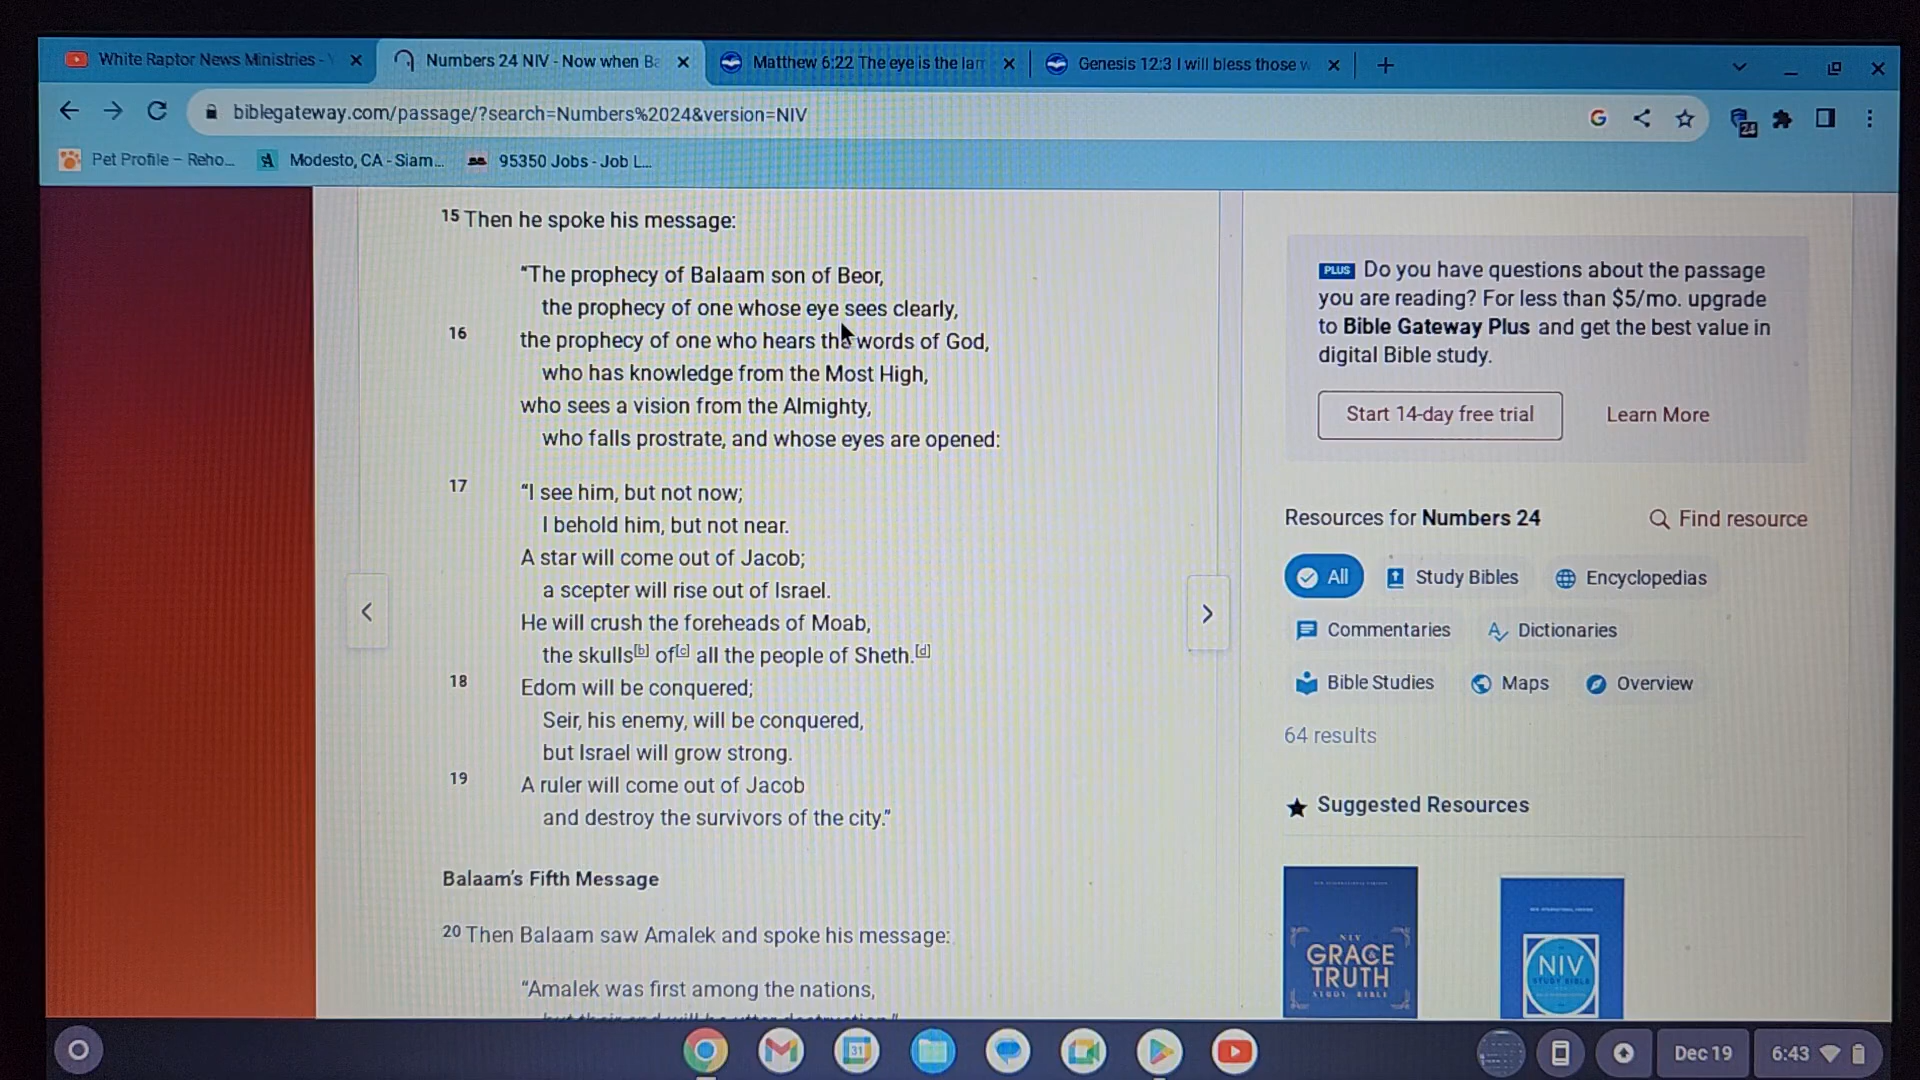 White Raptor News Ministries -
Numbers 24 NIV - Now when Ba
Matthew 6:22 The eye is the lam
Genesis 12:3 I will bless those w
biblegateway.com/passage/?search=Numbers%2024&version=NIV
Pet Profile – Reho...
Modesto, CA - Siam...
95350 Jobs - Job L...
15 Then he spoke his message:
“The prophecy of Balaam son of Beor,
the prophecy of one whose eye sees clearly,
16 the prophecy of one who hears the words of God,
who has knowledge from the Most High,
who sees a vision from the Almighty,
who falls prostrate, and whose eyes are opened:
17 “I see him, but not now;
I behold him, but not near.
A star will come out of Jacob;
a scepter will rise out of Israel.
He will crush the foreheads of Moab,
the skulls[b] of[c] all the people of Sheth.[d]
18 Edom will be conquered;
Seir, his enemy, will be conquered,
but Israel will grow strong.
19 A ruler will come out of Jacob
and destroy the survivors of the city.”
Balaam’s Fifth Message
20 Then Balaam saw Amalek and spoke his message:
“Amalek was first among the nations,
PLUS Do you have questions about the passage
you are reading? For less than $5/mo. upgrade
to Bible Gateway Plus and get the best value in
digital Bible study.
Start 14-day free trial
Learn More
Resources for Numbers 24
Find resource
All
Study Bibles
Encyclopedias
Commentaries
Dictionaries
Bible Studies
Maps
Overview
64 results
Suggested Resources
NIV
GRACE
TRUTH
STUDY BIBLE
NIV
STUDY BIBLE
24
31
Dec 19
6:43